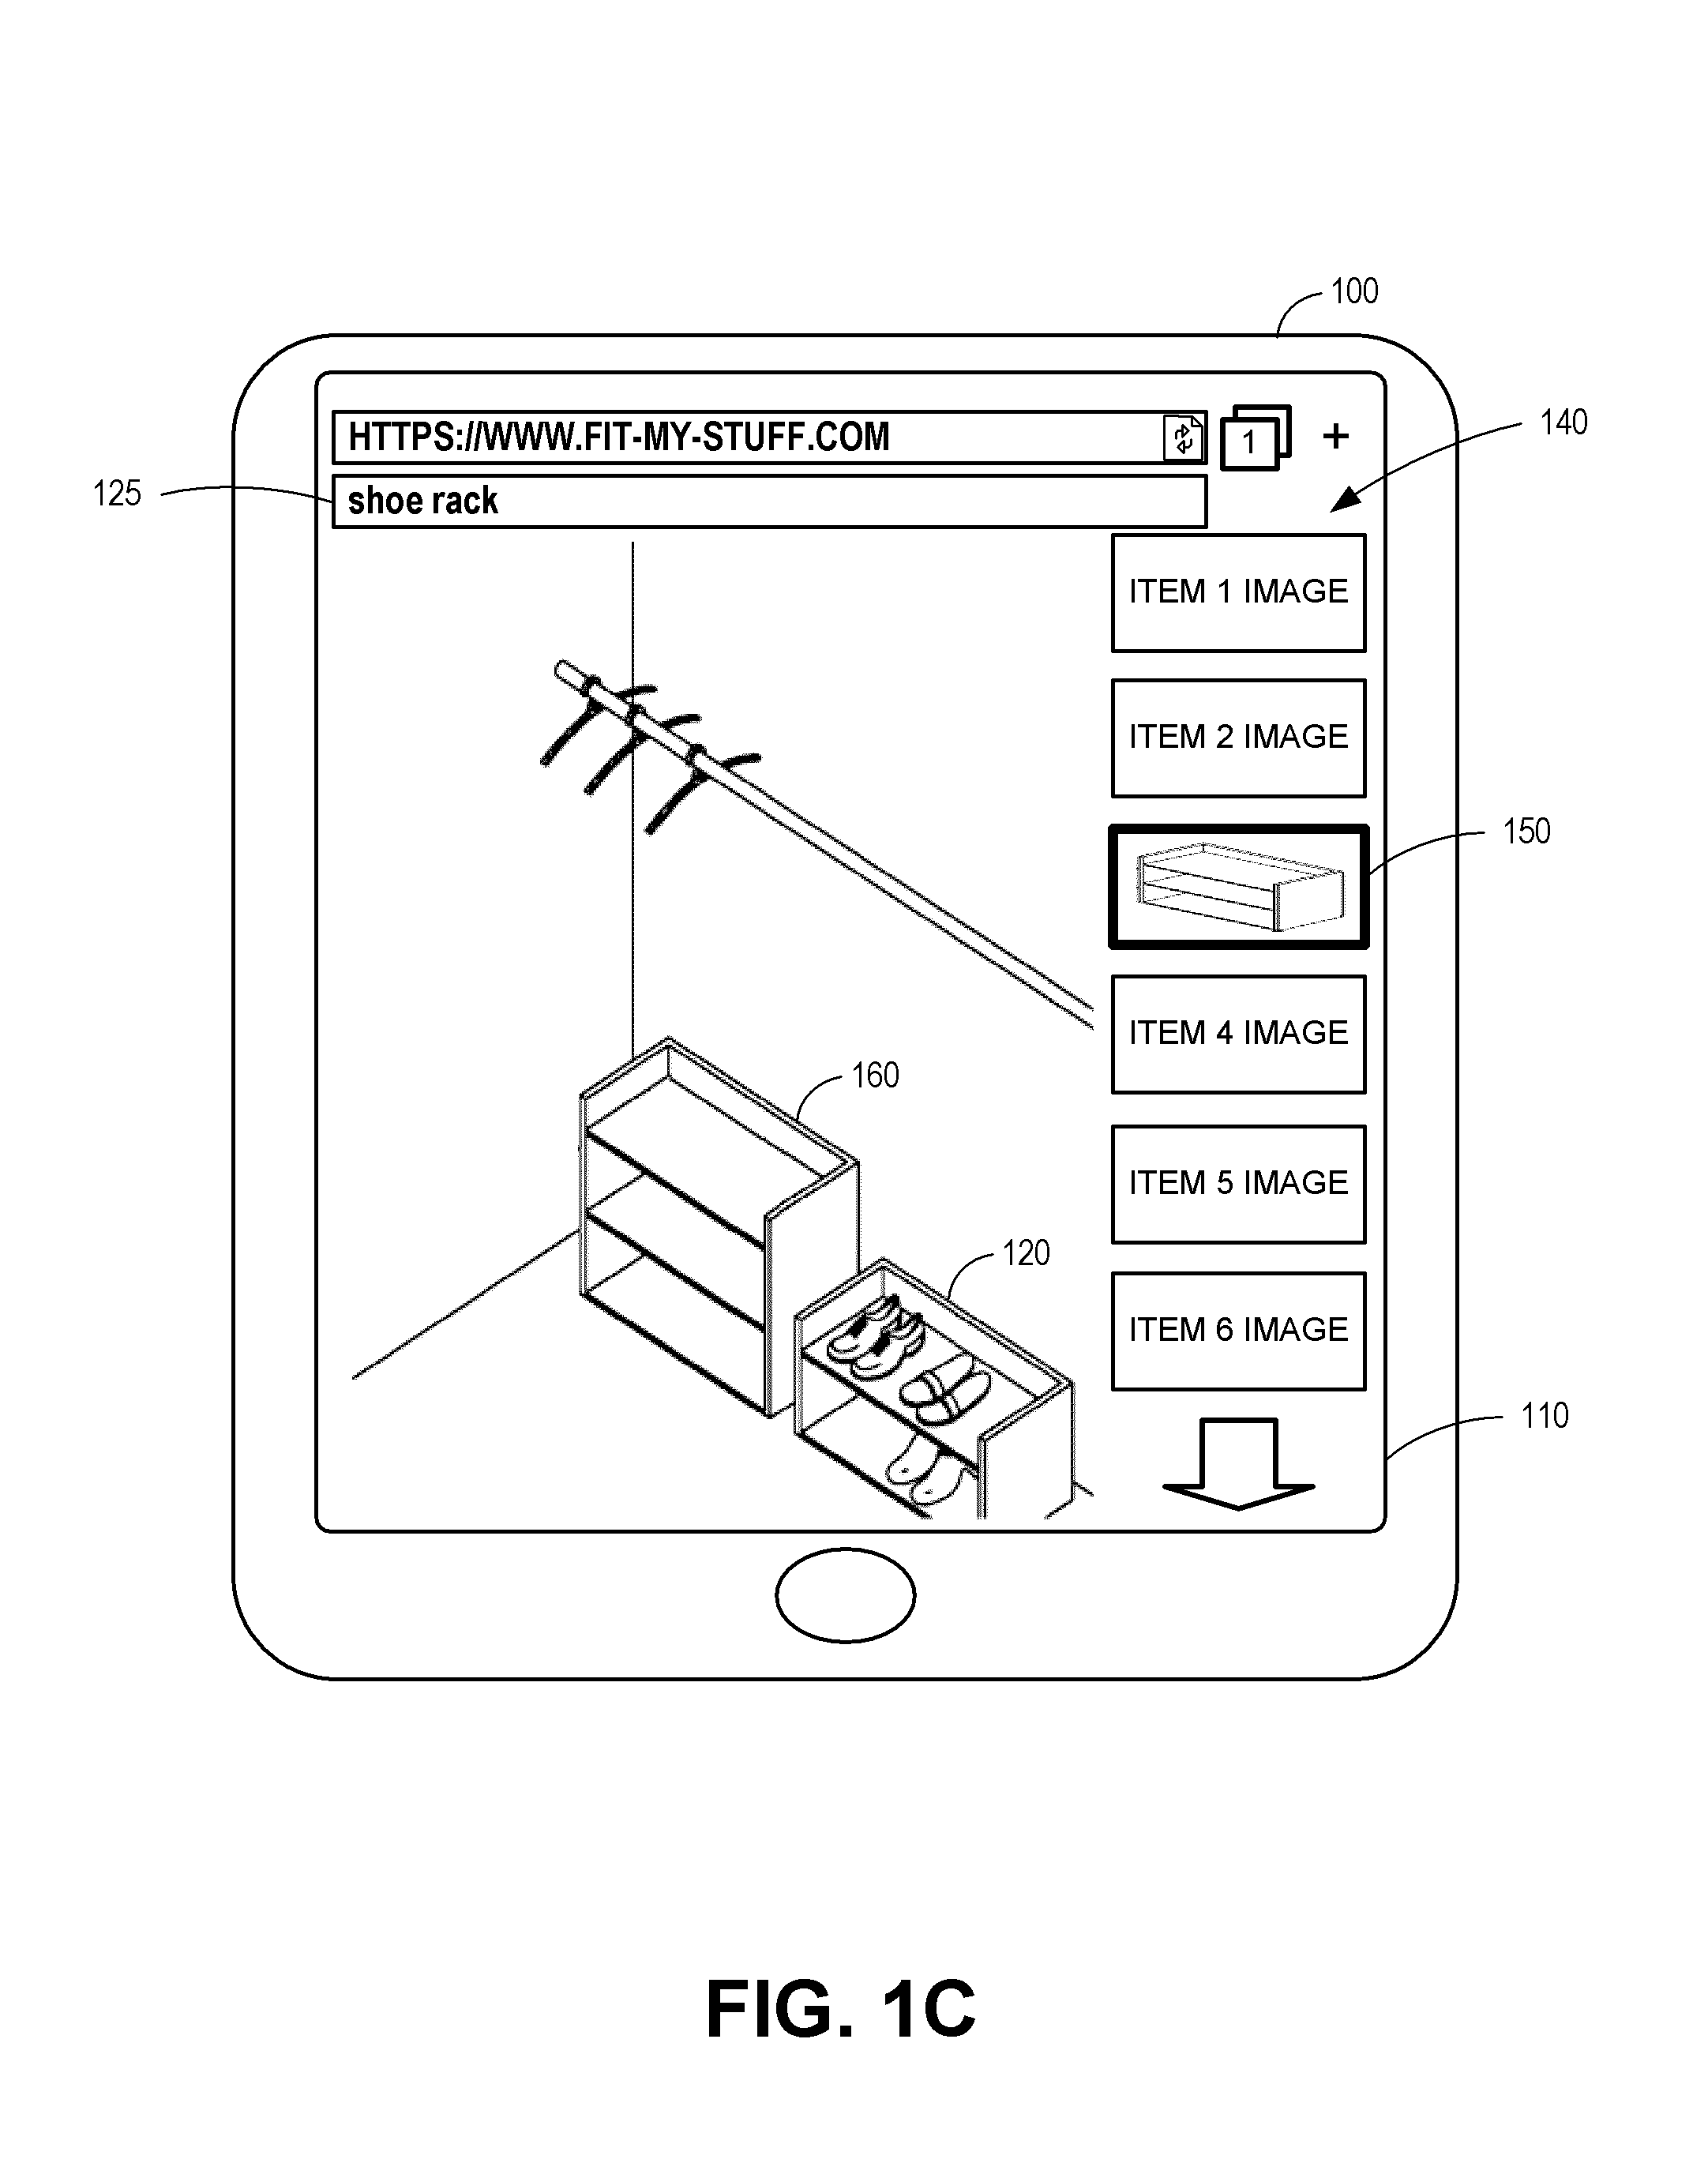 100
HTTPS://WWW.FIT-MY-STUFF.COM
1
+
140
125
shoe rack
ITEM 1 IMAGE
ITEM 2 IMAGE
150
ITEM 4 IMAGE
160
ITEM 5 IMAGE
120
ITEM 6 IMAGE
110
FIG. 1C